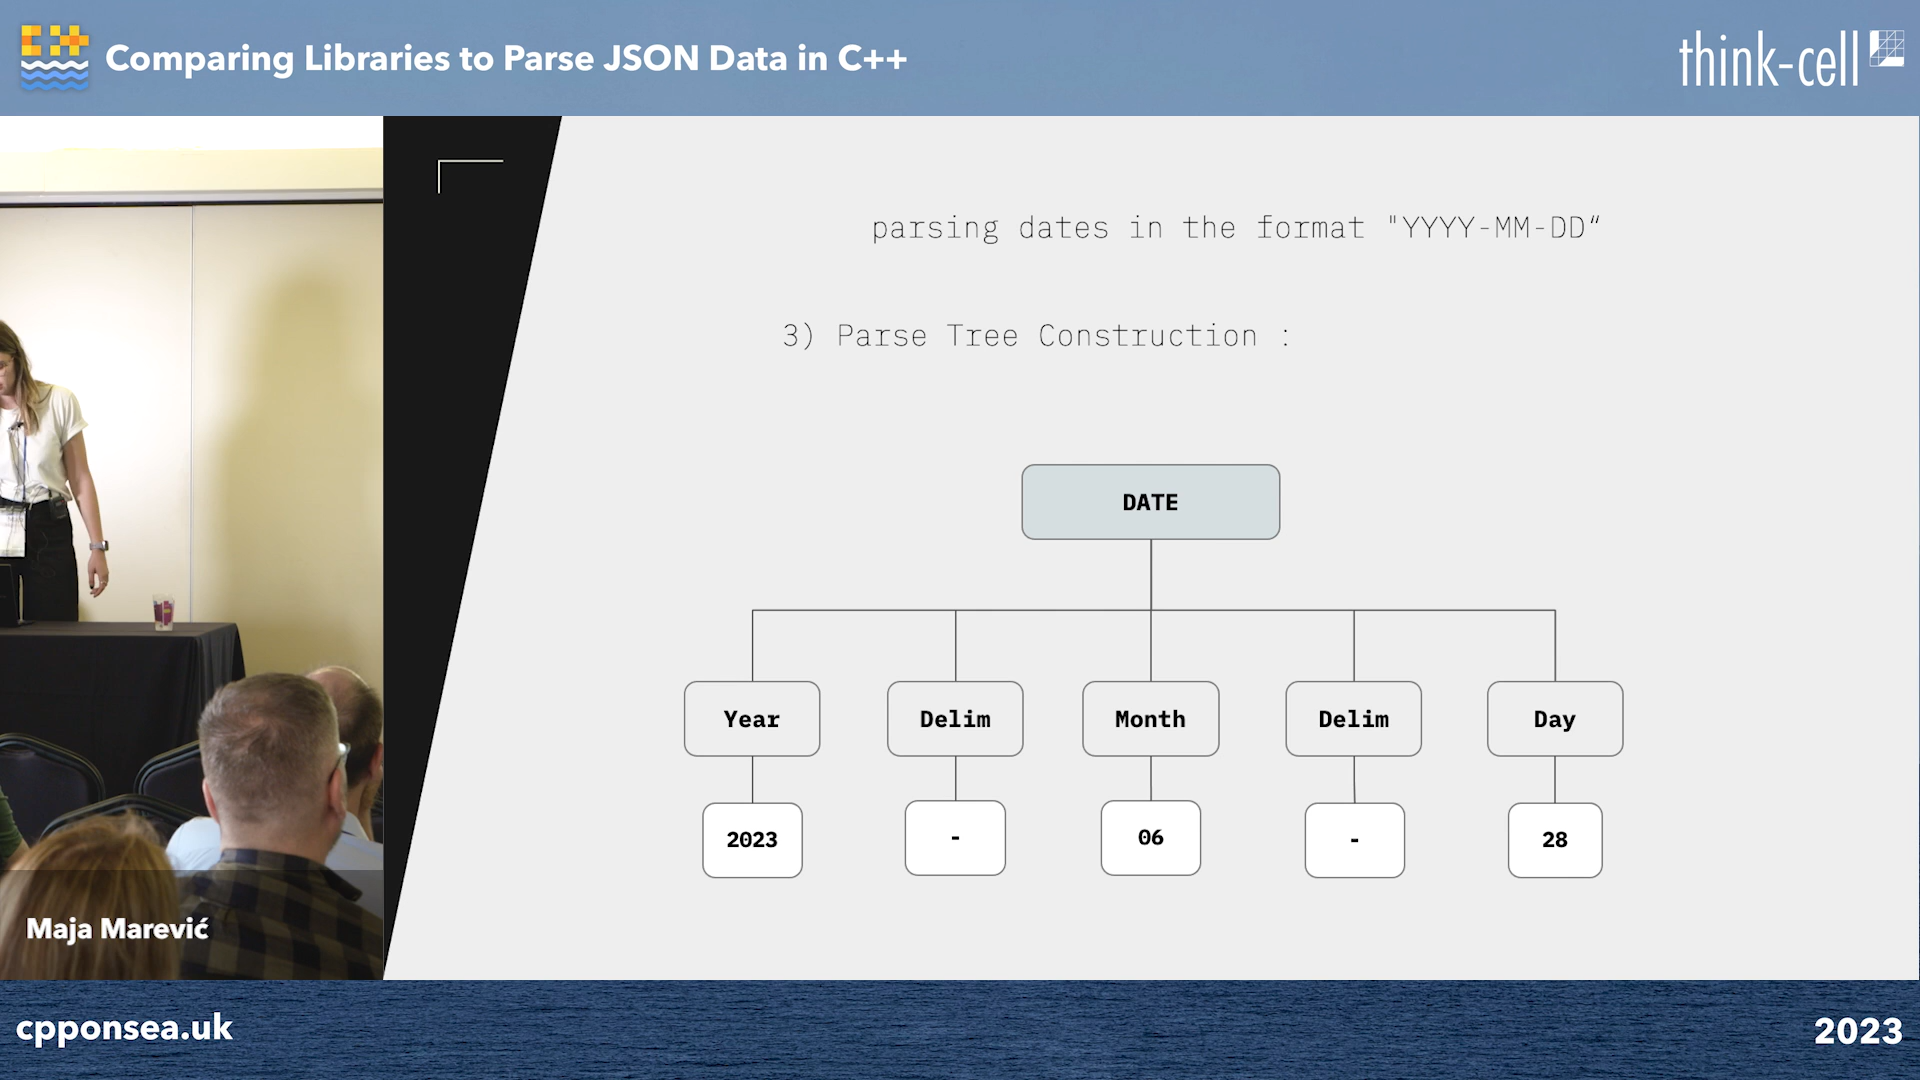 Comparing Libraries to Parse JSON Data in C++
think-cell
parsing dates in the format "YYYY-MM-DD“
3) Parse Tree Construction :
DATE
Year
Delim
Month
Delim
Day
2023
-
06
-
28
Maja Marević
cpponsea.uk
2023